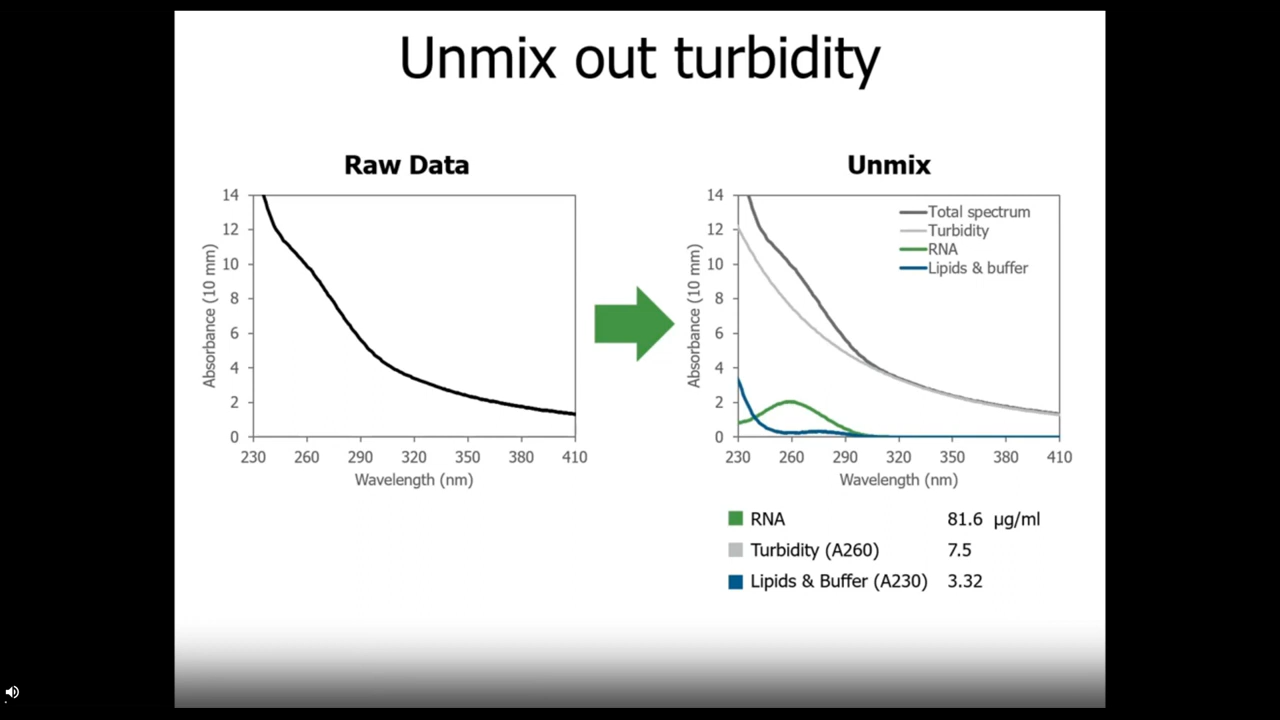 Unmix out turbidity
Raw Data
14
12
10
8
6
4
2
0
Absorbance (10 mm)
230 260 290 320 350 380 410
Wavelength (nm)
Unmix
14
12
10
8
6
4
2
0
Absorbance (10 mm)
Total spectrum
Turbidity
RNA
Lipids & buffer
230 260 290 320 350 380 410
Wavelength (nm)
RNA 81.6 µg/ml
Turbidity (A260) 7.5
Lipids & Buffer (A230) 3.32